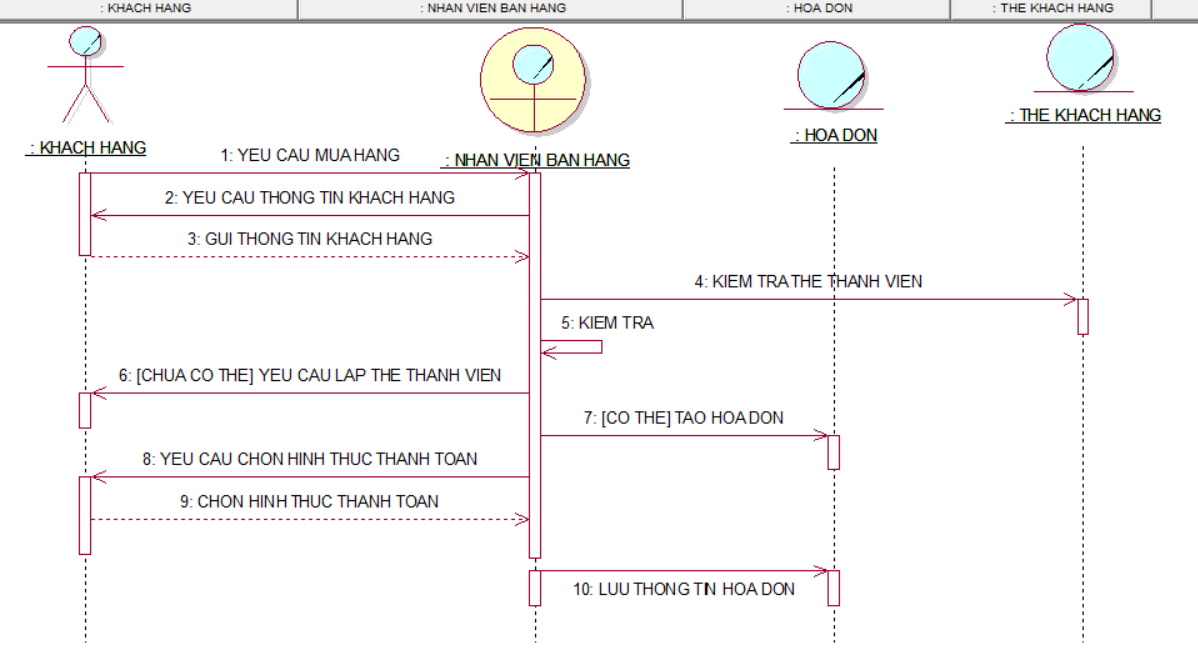 : KHACH HANG
: NHAN VIEN BAN HANG
: HOA DON
: THE KHACH HANG
: KHACH HANG
: NHAN VIEN BAN HANG
: HOA DON
: THE KHACH HANG
1: YEU CAU MUA HANG
2: YEU CAU THONG TIN KHACH HANG
3: GUI THONG TIN KHACH HANG
4: KIEM TRA THE THANH VIEN
5: KIEM TRA
6: [CHUA CO THE] YEU CAU LAP THE THANH VIEN
7: [CO THE] TAO HOA DON
8: YEU CAU CHON HINH THUC THANH TOAN
9: CHON HINH THUC THANH TOAN
10: LUU THONG TIN HOA DON